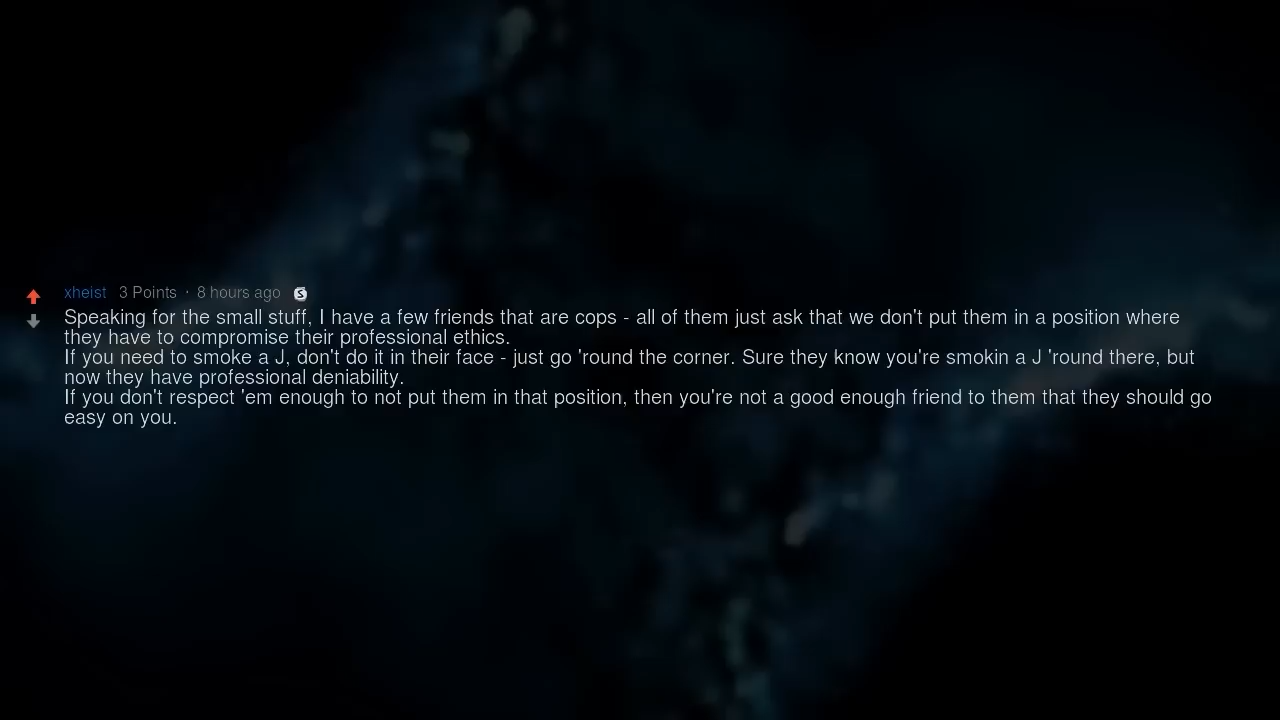 xheist 3 Points · 8 hours ago S
Speaking for the small stuff, I have a few friends that are cops - all of them just ask that we don't put them in a position where
they have to compromise their professional ethics.
If you need to smoke a J, don't do it in their face - just go 'round the corner. Sure they know you're smokin a J 'round there, but
now they have professional deniability.
If you don't respect 'em enough to not put them in that position, then you're not a good enough friend to them that they should go
easy on you.